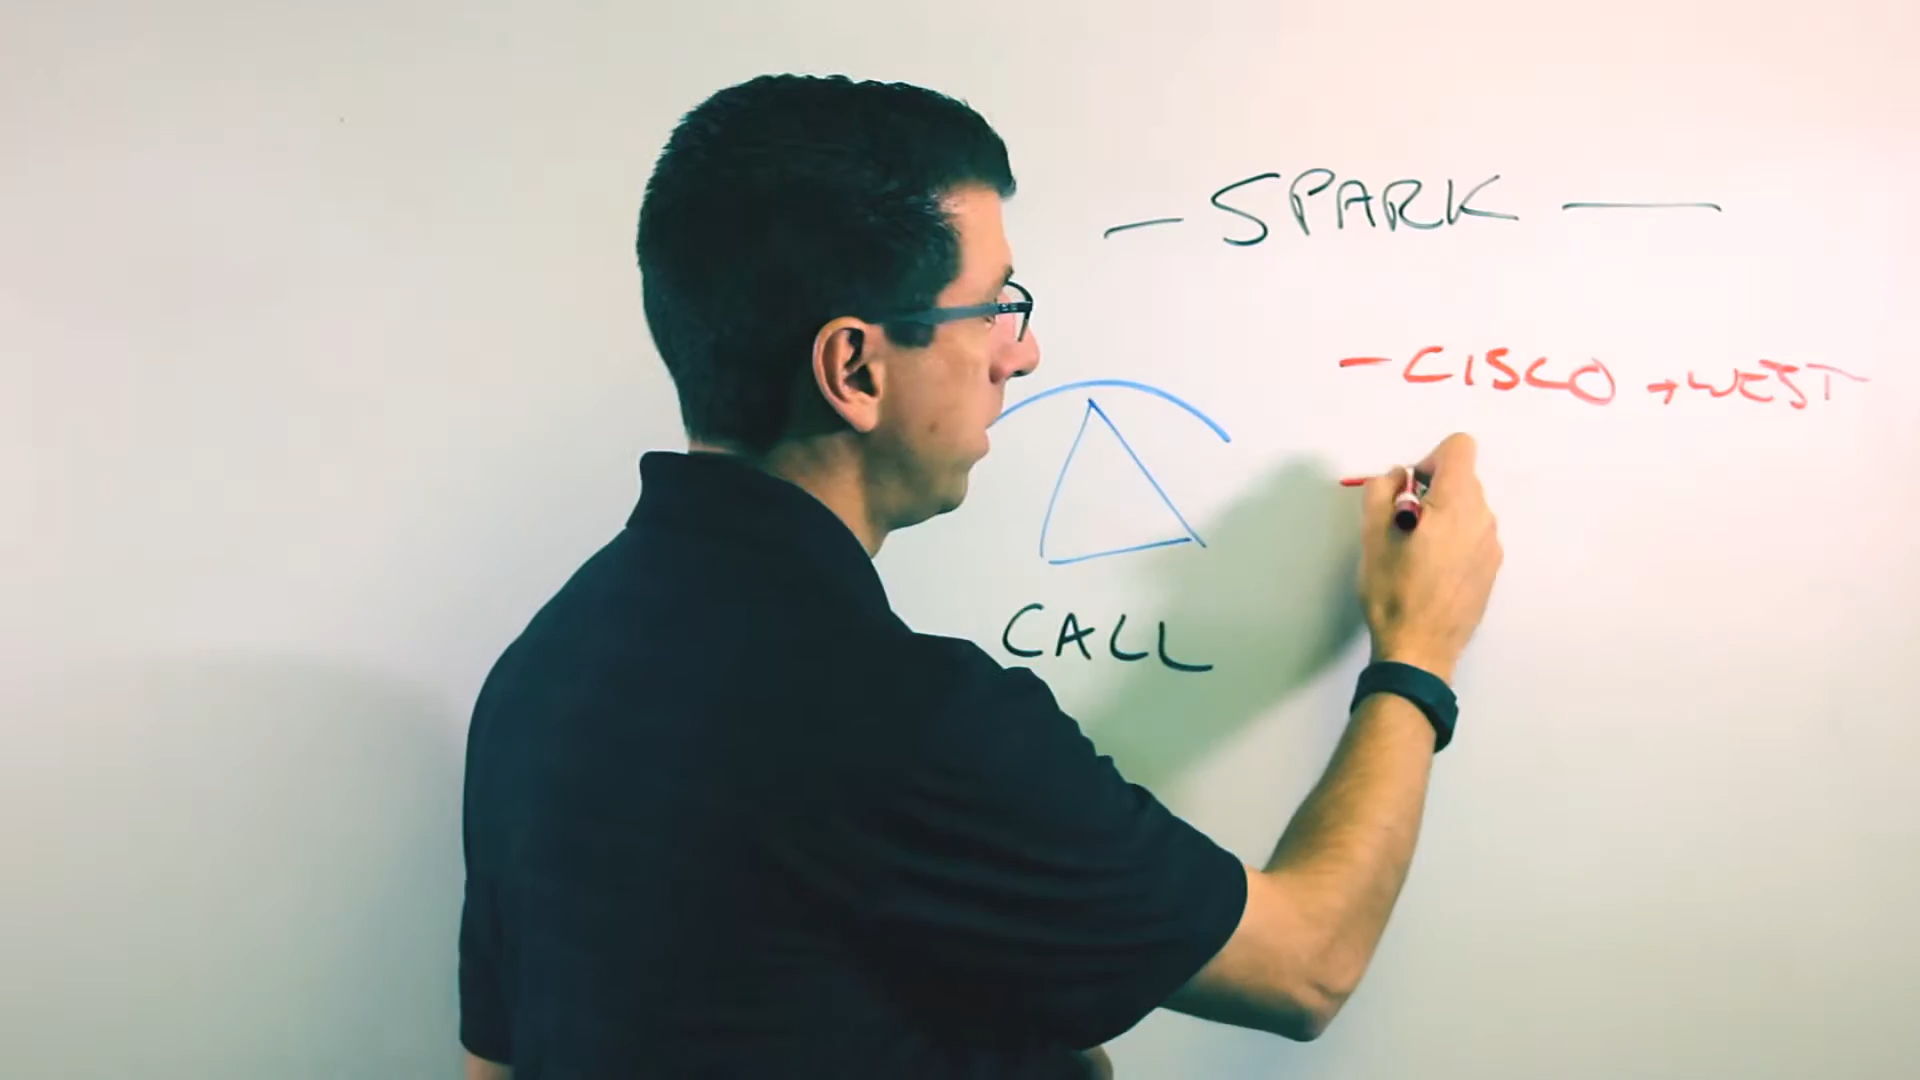 — SPARK —
- CISCO → WEST
-
CALL